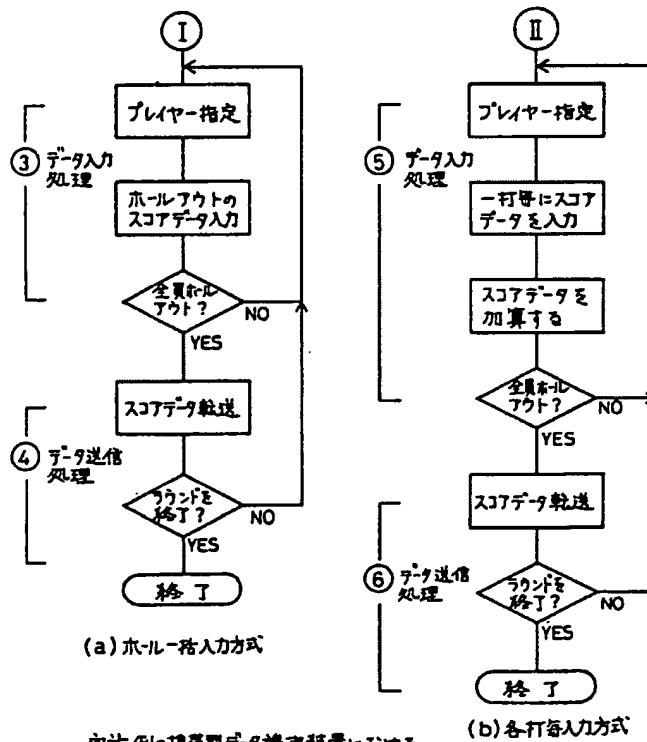 I
プレイヤー指定
③ データ入力
処理
ホールアウトの
スコアデータ入力
全員ホール
アウト?
NO
YES
スコアデータ転送
④ データ送信
処理
ラウンドを
終了?
NO
YES
終了
(a) ホール一括入力方式
II
プレイヤー指定
⑤ データ入力
処理
一打毎にスコア
データを入力
スコアデータを
加算する
全員ホール
アウト?
NO
YES
スコアデータ転送
⑥ データ送信
処理
ラウンドを
終了?
NO
YES
終了
(b) 各打毎入力方式